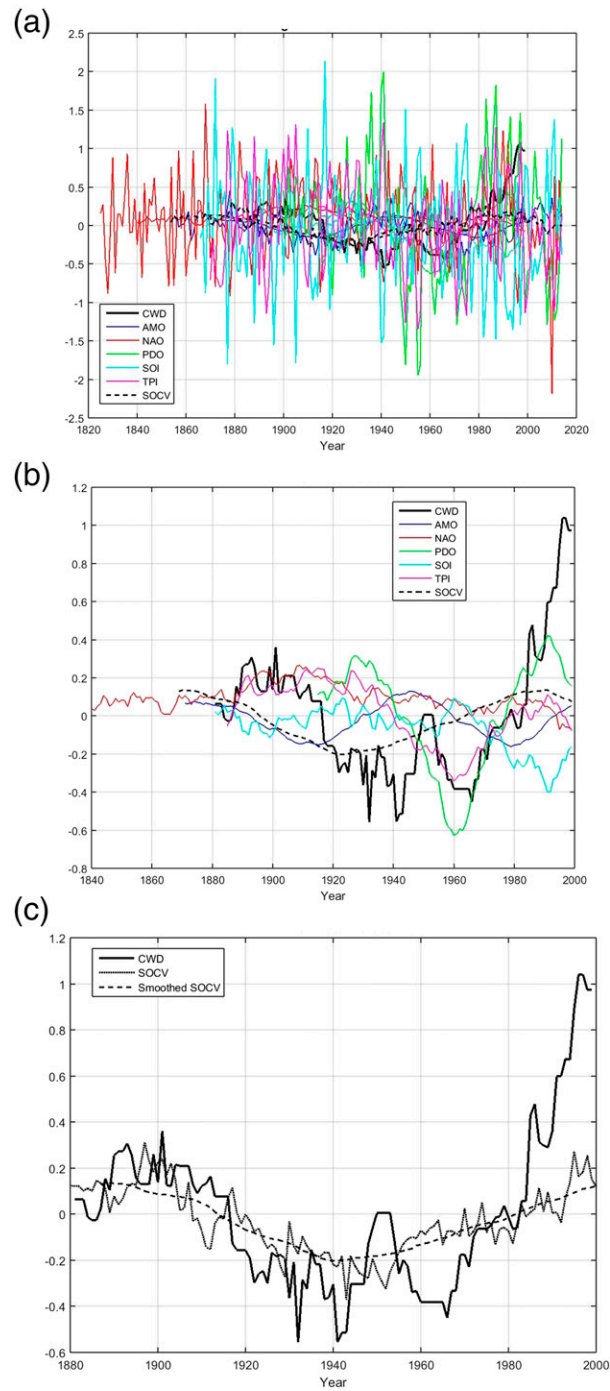 (a)
2.5
2
1.5
1
0.5
0
-0.5
-1
-1.5
-2
-2.5
CWD
AMO
NAO
PDO
SOI
TPI
SOCV
1820 1840 1860 1880 1900 1920 1940 1960 1980 2000 2020
Year
(b)
1.2
1
0.8
0.6
0.4
0.2
0
-0.2
-0.4
-0.6
-0.8
CWD
AMO
NAO
PDO
SOI
TPI
SOCV
1840 1860 1880 1900 1920 1940 1960 1980 2000
Year
(c)
1.2
1
0.8
0.6
0.4
0.2
0
-0.2
-0.4
-0.6
CWD
SOCV
Smoothed SOCV
1880 1900 1920 1940 1960 1980 2000
Year